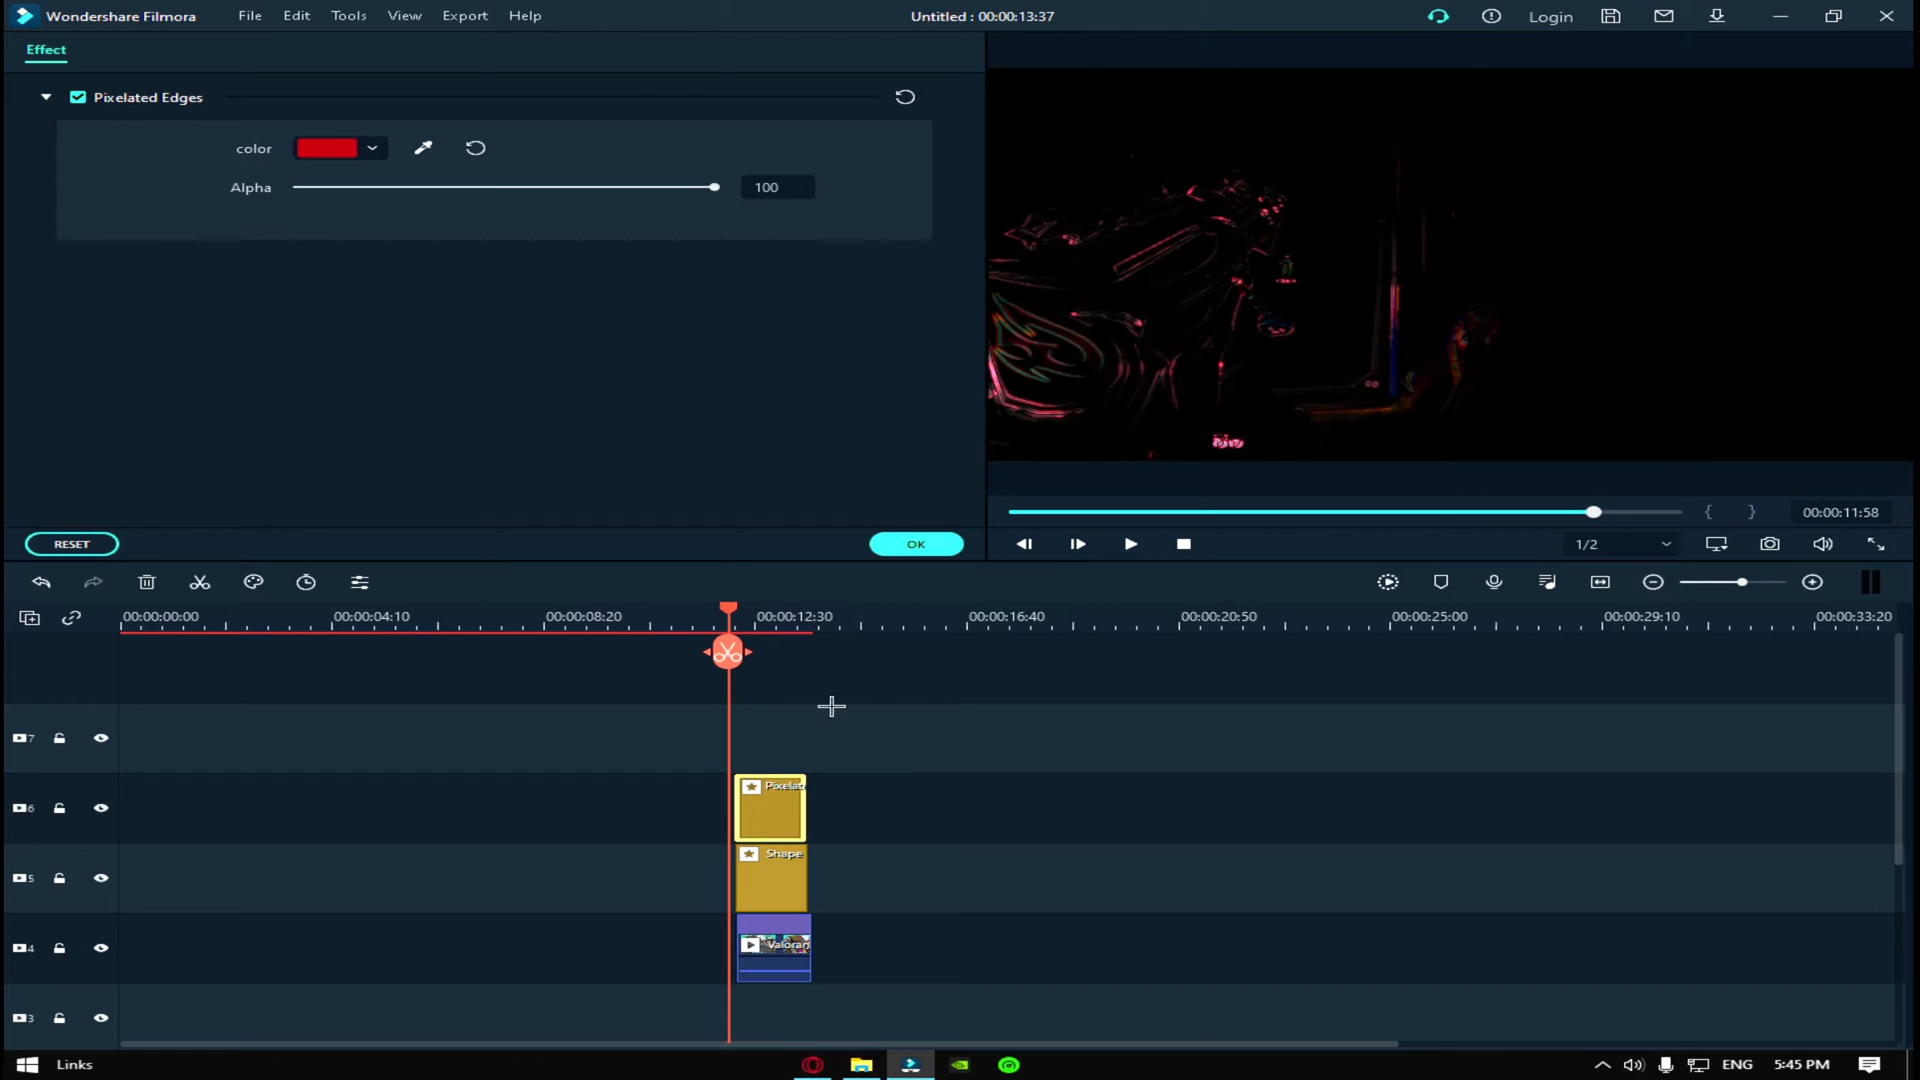 Wondershare Filmora File Edit Tools View Export Help Untitled : 00:00:13:37 Login
Effect
Pixelated Edges
color
Alpha 100
RESET OK
{ } 00:00:11:58
1/2
00:00:00:00 00:00:04:10 00:00:08:20 00:00:12:30 00:00:16:40 00:00:20:50 00:00:25:00 00:00:29:10 00:00:33:20
7
Pixelat
6
Shape
5
Valoran
4
3
Links ENG 5:45 PM